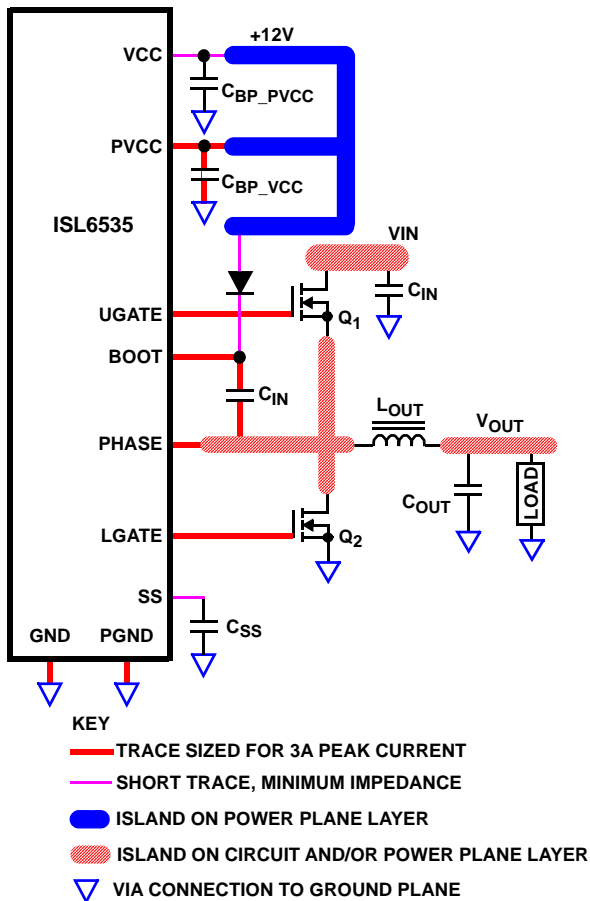 +12V
VCC
CBP_PVCC
PVCC
CBP_VCC
ISL6535
VIN
CIN
UGATE
Q1
BOOT
CIN
LOUT
VOUT
PHASE
COUT
LOAD
LGATE
Q2
SS
CSS
GND PGND
KEY
TRACE SIZED FOR 3A PEAK CURRENT
SHORT TRACE, MINIMUM IMPEDANCE
ISLAND ON POWER PLANE LAYER
ISLAND ON CIRCUIT AND/OR POWER PLANE LAYER
VIA CONNECTION TO GROUND PLANE